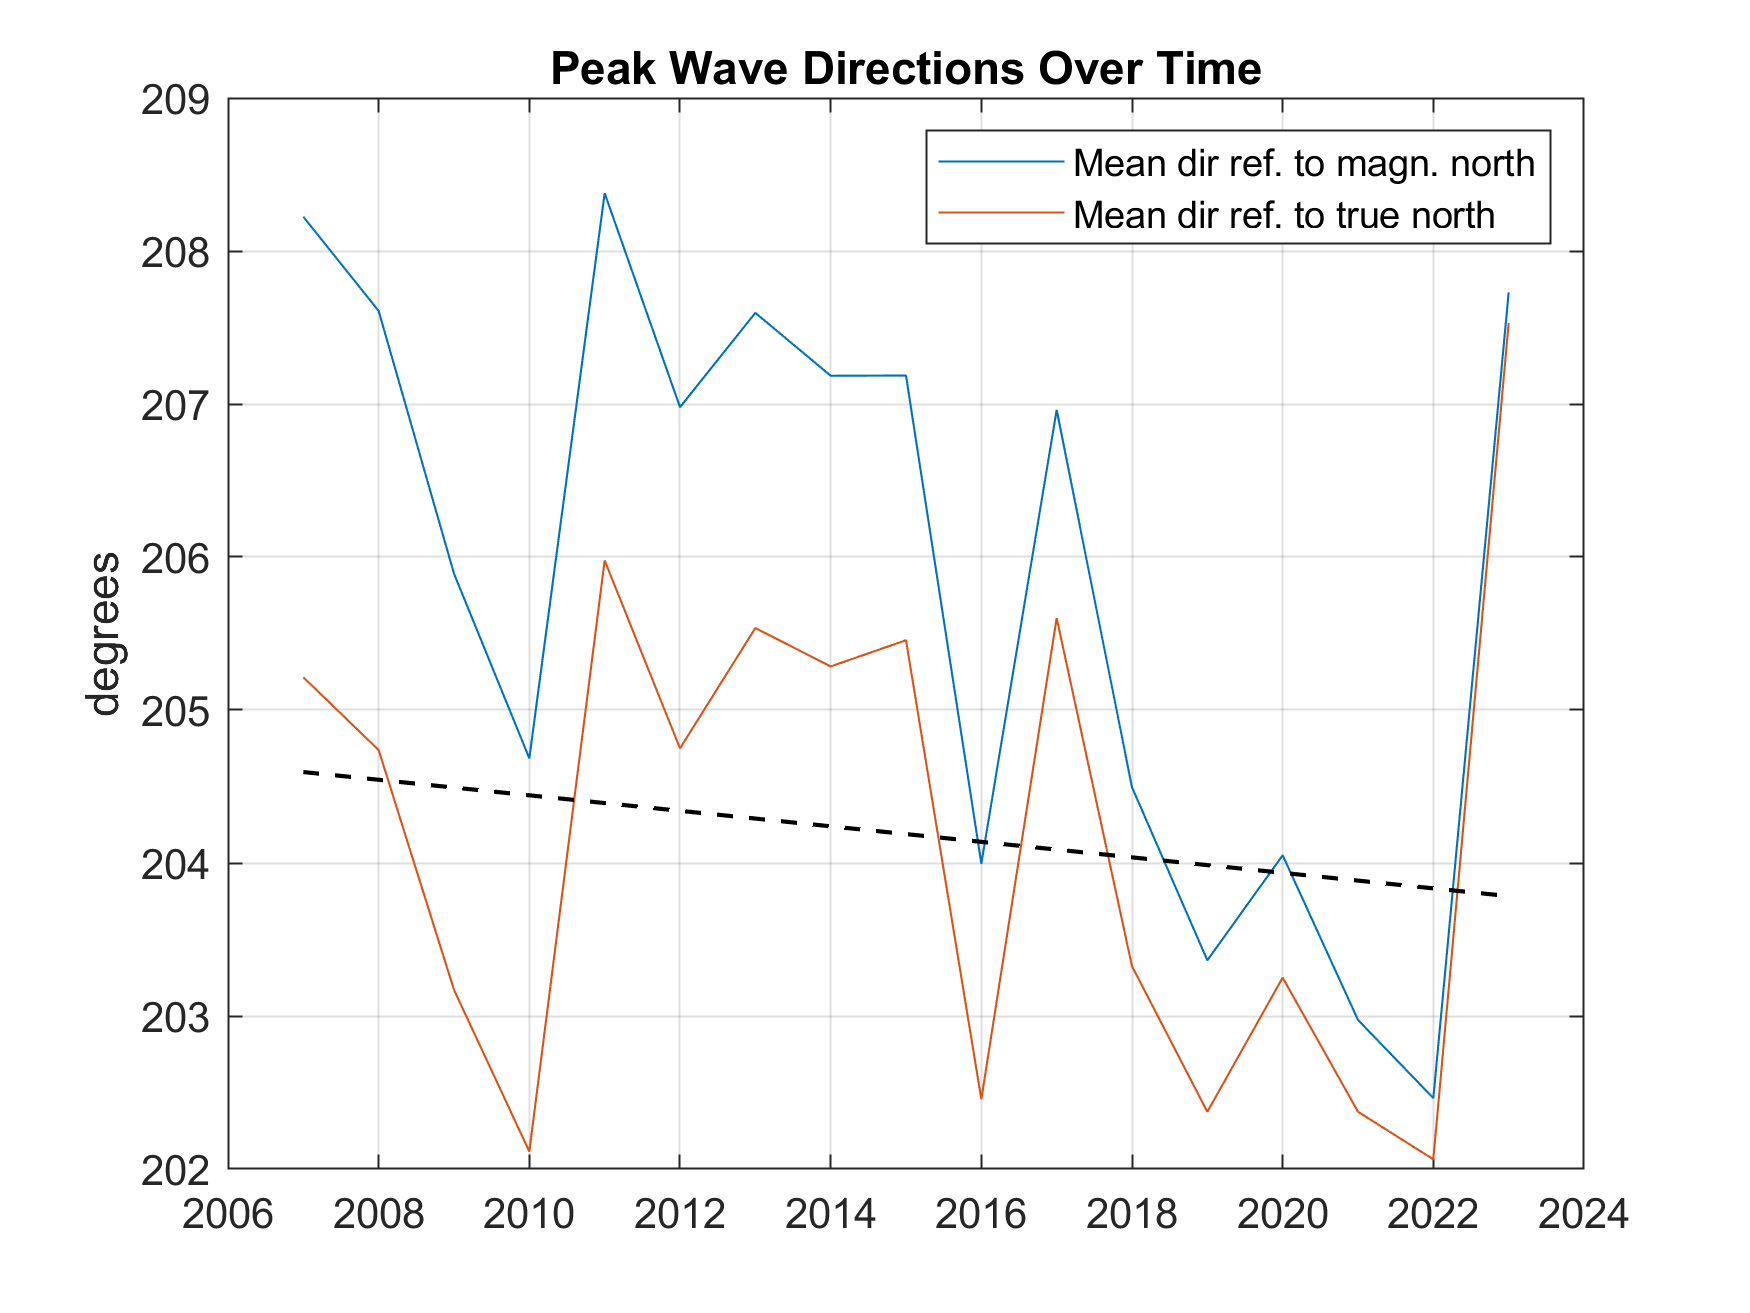 Peak Wave Directions Over Time
209
208
207
206
205
204
203
202
degrees
Mean dir ref. to magn. north
Mean dir ref. to true north
2006 2008 2010 2012 2014 2016 2018 2020 2022 2024